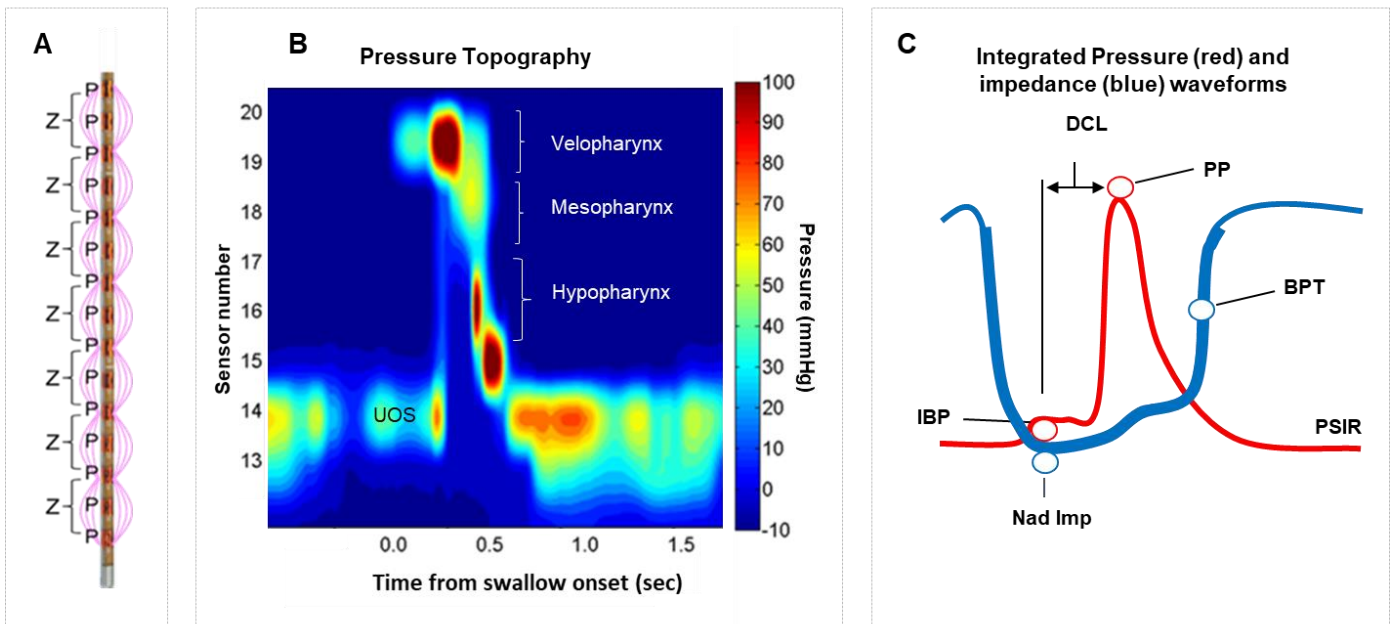 A
P
Z
P
P
Z
P
P
Z
P
P
Z
P
P
Z
P
P
Z
P
P
Z
P
P
Z
P
P
B
Pressure Topography
20
19
18
17
16
15
14
13
Sensor number
Velopharynx
Mesopharynx
Hypopharynx
UOS
0.0 0.5 1.0 1.5
Time from swallow onset (sec)
100
90
80
70
60
50
40
30
20
10
0
-10
Pressure (mmHg)
C
Integrated Pressure (red) and
impedance (blue) waveforms
DCL
PP
BPT
IBP
PSIR
Nad Imp